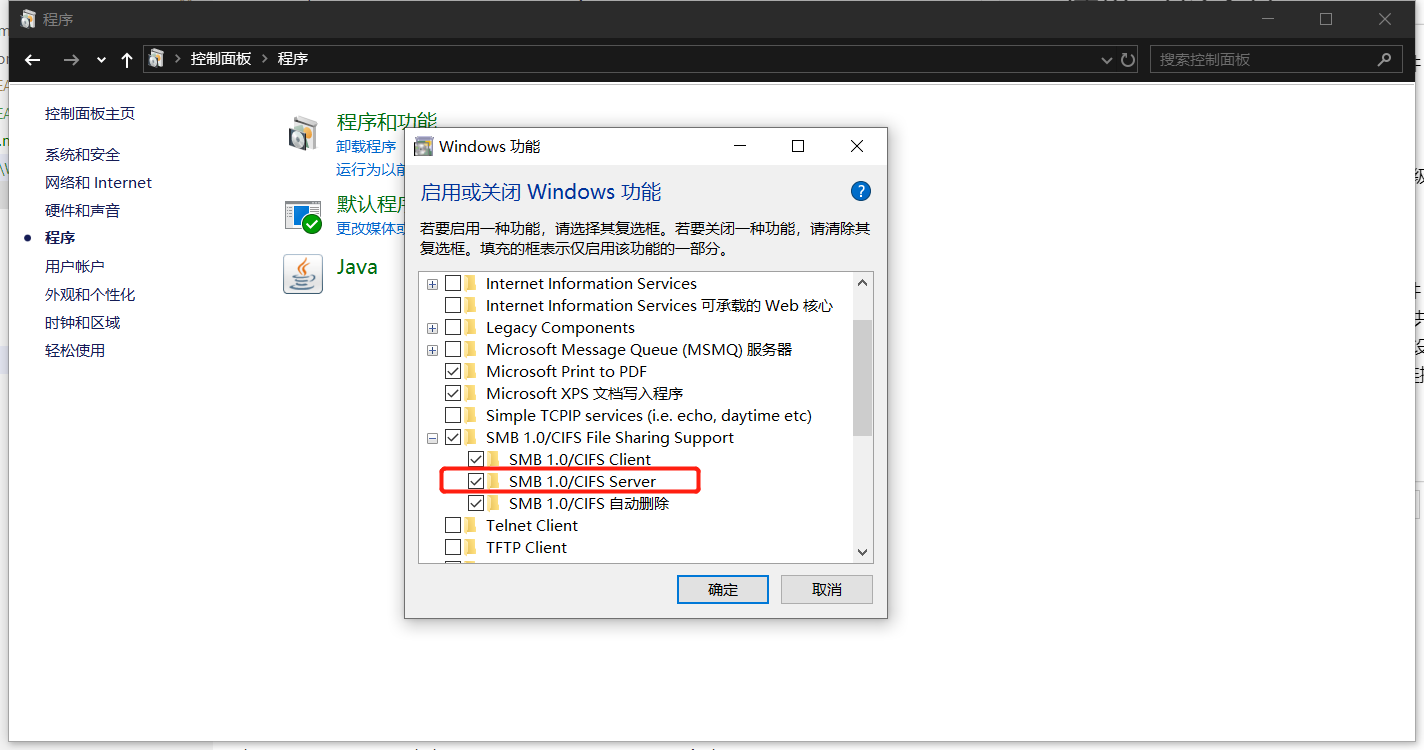 程序
控制面板
程序
搜索控制面板
控制面板主页
系统和安全
网络和 Internet
硬件和声音
程序
用户帐户
外观和个性化
时钟和区域
轻松使用
程序和功能
卸载程序
运行为以前
默认程序
更改媒体或
Java
Windows 功能
启用或关闭 Windows 功能
?
若要启用一种功能，请选择其复选框。若要关闭一种功能，请清除其
复选框。填充的框表示仅启用该功能的一部分。
Internet Information Services
Internet Information Services 可承载的 Web 核心
Legacy Components
Microsoft Message Queue (MSMQ) 服务器
Microsoft Print to PDF
Microsoft XPS 文档写入程序
Simple TCPIP services (i.e. echo, daytime etc)
SMB 1.0/CIFS File Sharing Support
SMB 1.0/CIFS Client
SMB 1.0/CIFS Server
SMB 1.0/CIFS 自动删除
Telnet Client
TFTP Client
确定
取消